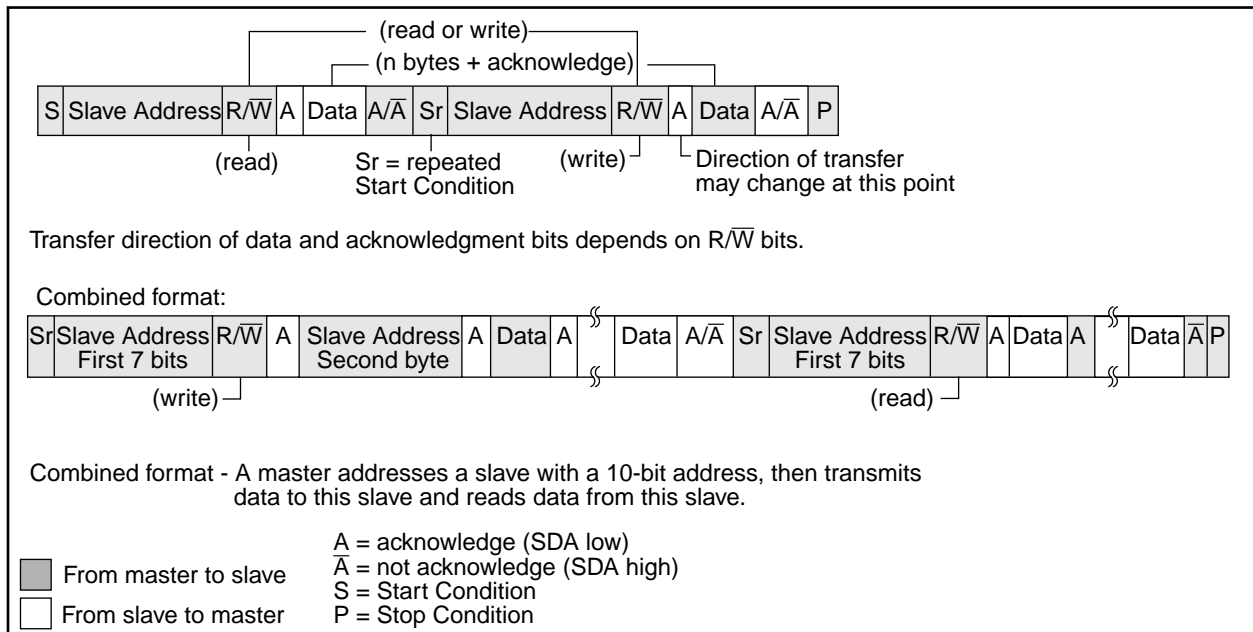 (read or write)
(n bytes + acknowledge)
S Slave Address R/W̅ A Data A/A̅ Sr Slave Address R/W̅ A Data A/A̅ P
(read) Sr = repeated Start Condition (write) Direction of transfer may change at this point
Transfer direction of data and acknowledgment bits depends on R/W̅ bits.
Combined format:
Sr Slave Address First 7 bits R/W̅ A Slave Address Second byte A Data A Data A/A̅ Sr Slave Address First 7 bits R/W̅ A Data A Data A̅ P
(write) (read)
Combined format - A master addresses a slave with a 10-bit address, then transmits
data to this slave and reads data from this slave.
A = acknowledge (SDA low)
A̅ = not acknowledge (SDA high)
S = Start Condition
P = Stop Condition
From master to slave
From slave to master